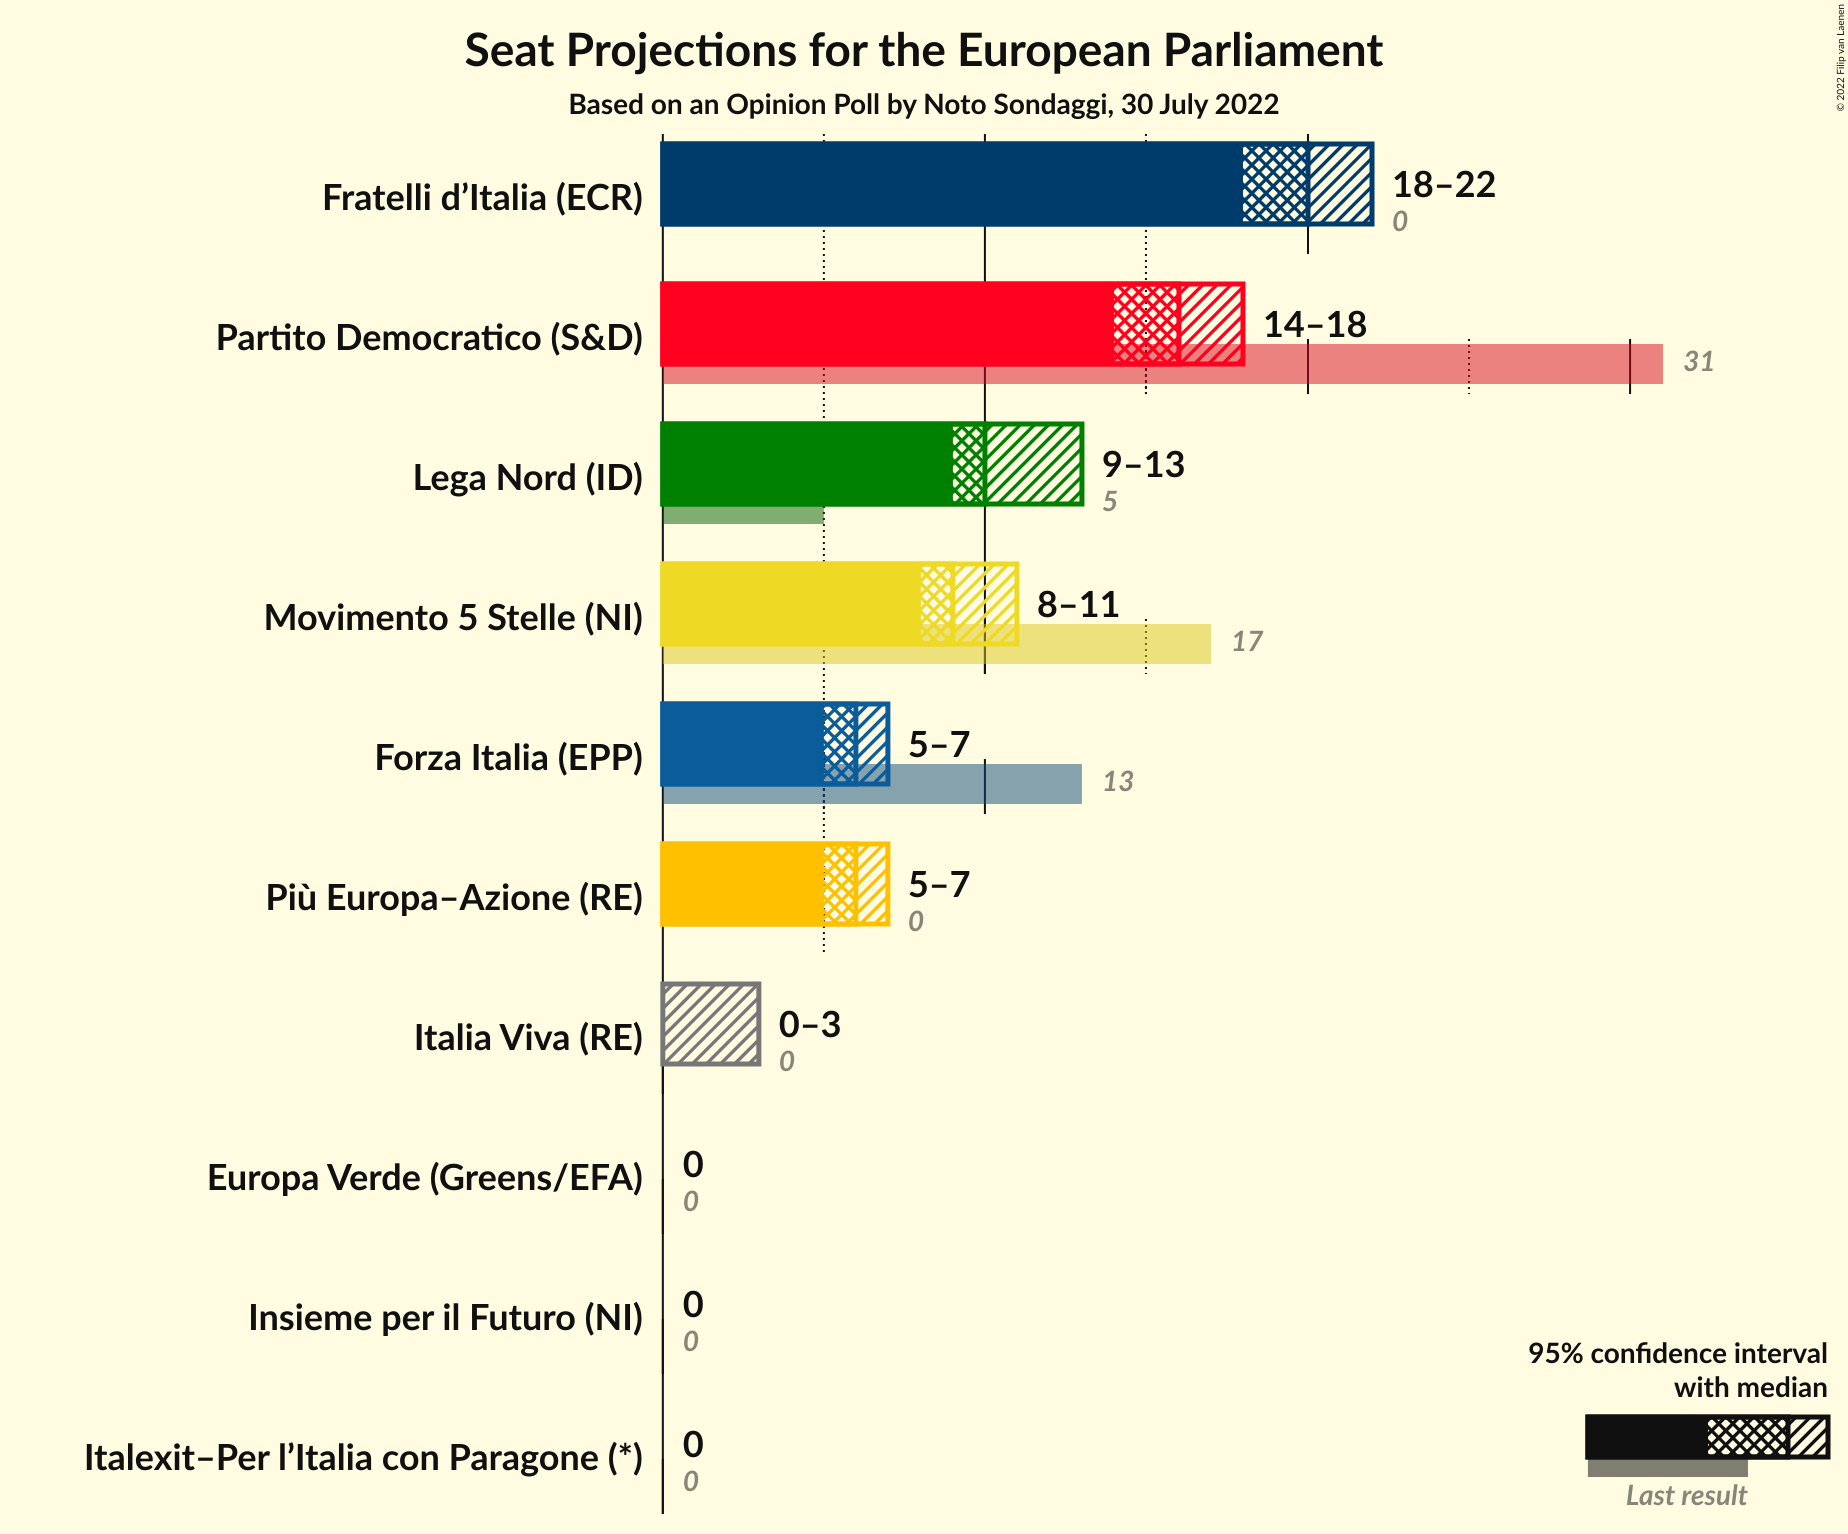 Seat Projections for the European Parliament
Based on an Opinion Poll by Noto Sondaggi, 30 July 2022
© 2022 Filip van Laenen
Fratelli d’Italia (ECR)
18–22
0
Partito Democratico (S&D)
14–18
31
Lega Nord (ID)
9–13
5
Movimento 5 Stelle (NI)
8–11
17
Forza Italia (EPP)
5–7
13
Più Europa–Azione (RE)
5–7
0
Italia Viva (RE)
0–3
0
Europa Verde (Greens/EFA)
0
0
Insieme per il Futuro (NI)
0
0
Italexit–Per l’Italia con Paragone (*)
0
0
95% confidence interval
with median
Last result